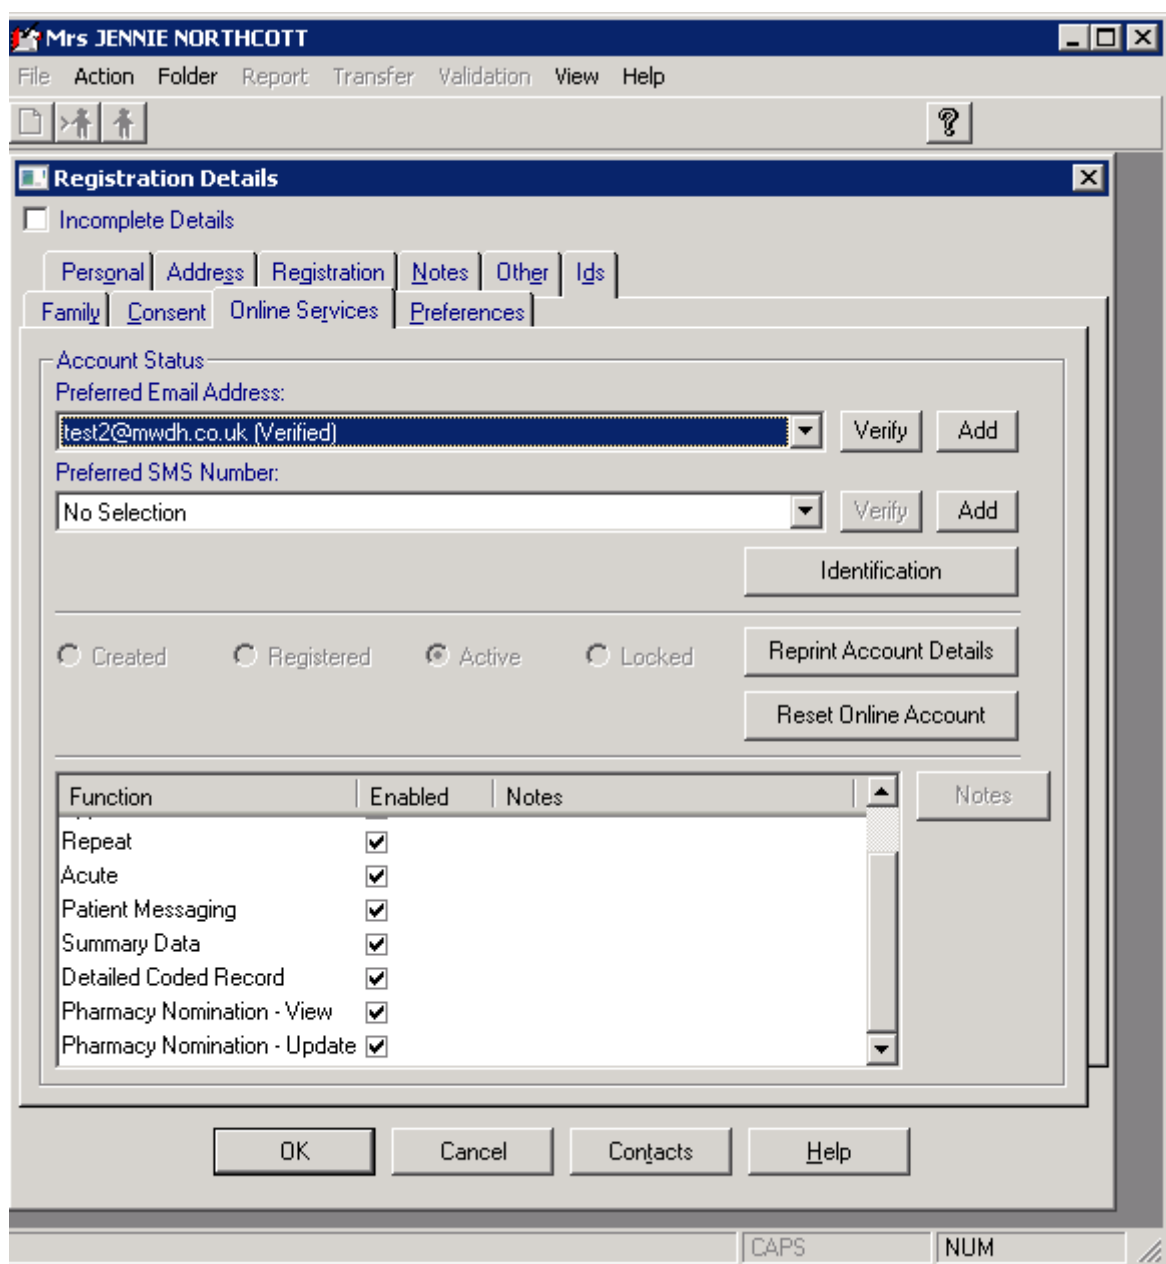 Mrs JENNIE NORTHCOTT
File Action Folder Report Transfer Validation View Help
Registration Details
Incomplete Details
Personal Address Registration Notes Other Ids
Family Consent Online Services Preferences
Account Status
Preferred Email Address:
test2@mwdh.co.uk (Verified) Verify Add
Preferred SMS Number:
No Selection Verify Add
Identification
Created Registered Active Locked Reprint Account Details
Reset Online Account
Function Enabled Notes Notes
Repeat
Acute
Patient Messaging
Summary Data
Detailed Coded Record
Pharmacy Nomination - View
Pharmacy Nomination - Update
OK Cancel Contacts Help
CAPS NUM